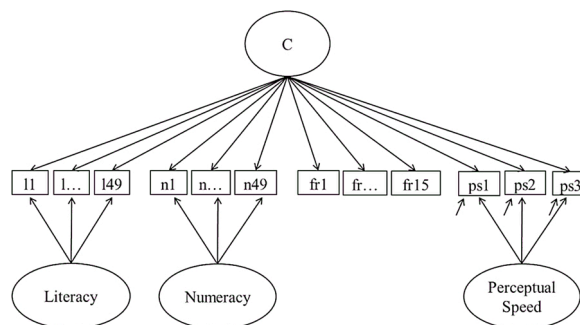 C
l1 l… l49 n1 n… n49 fr1 fr… fr15 ps1 ps2 ps3
Literacy Numeracy Perceptual
Speed